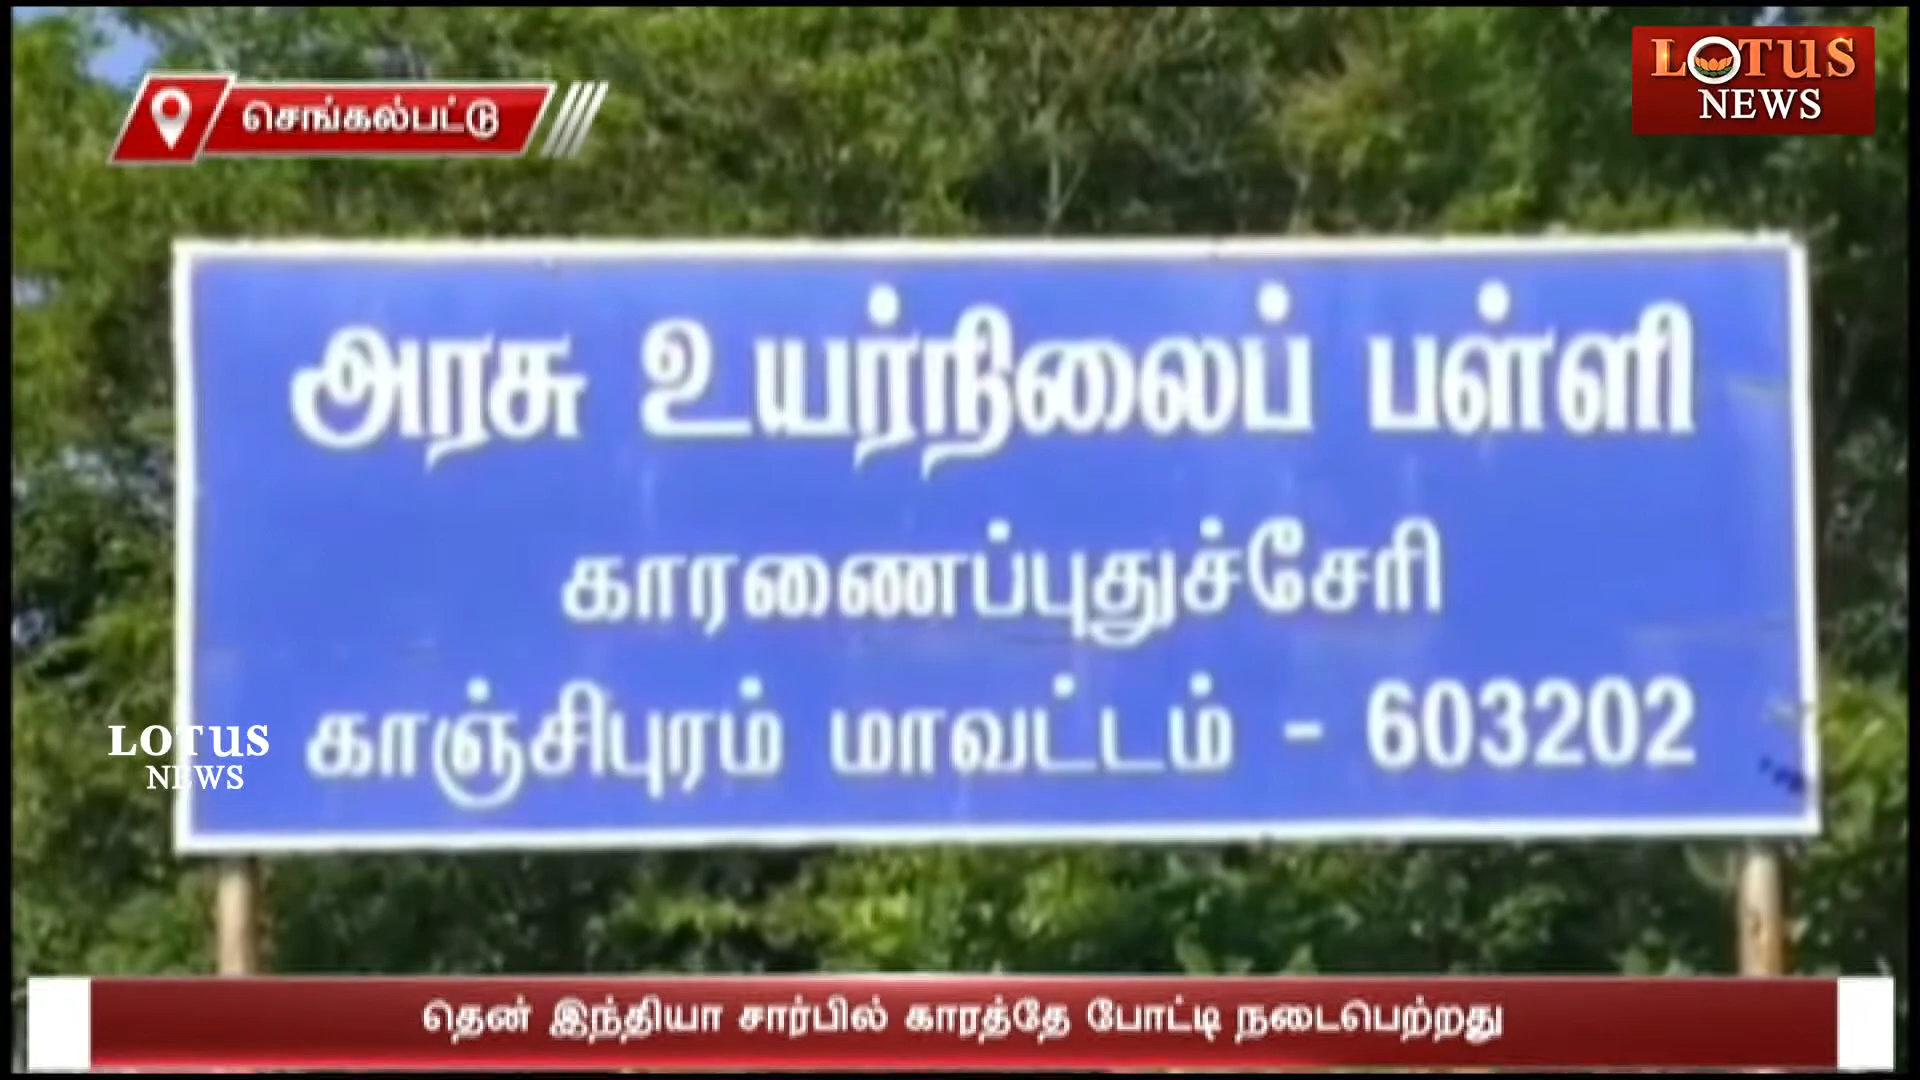 செங்கல்பட்டு
LOTUS
NEWS
அரசு உயர்நிலைப் பள்ளி
காரணைப்புதுச்சேரி
காஞ்சிபுரம் மாவட்டம் - 603202
LOTUS
NEWS
தென் இந்தியா சார்பில் காரத்தே போட்டி நடைபெற்றது